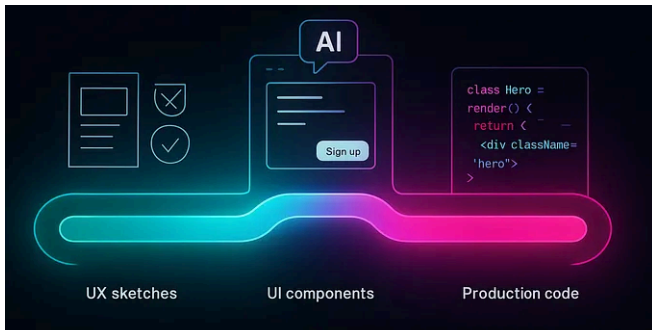 AI
Sign up
class Hero =
render() {
return <
<div className=
'hero">
>
UX sketches
UI components
Production code